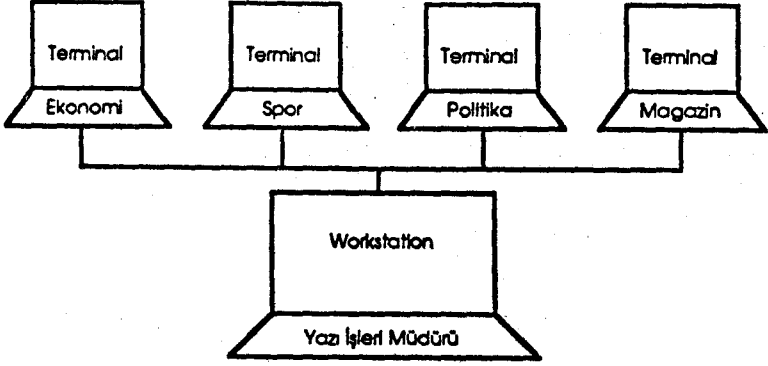 Terminal Terminal Terminal Terminal
Ekonomi Spor Politika Magazin
Workstation
Yazı İşleri Müdürü